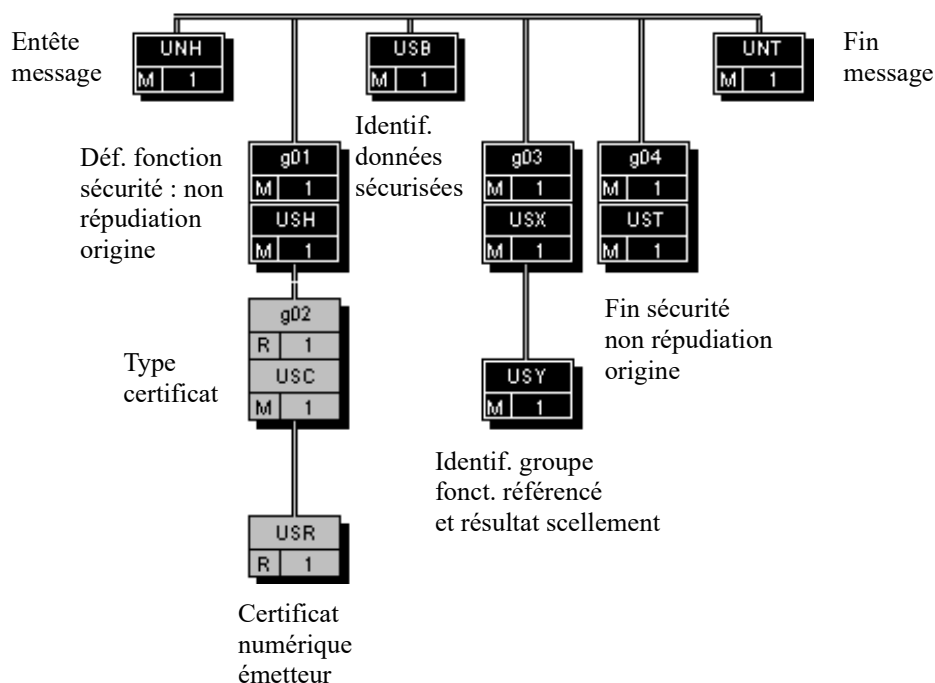 Entête
message
UNH
M 1
USB
M 1
UNT
M 1
Fin
message
Déf. fonction
sécurité : non
répudiation
origine
g01
M 1
USH
M 1
Identif.
données
sécurisées
g03
M 1
USX
M 1
g04
M 1
UST
M 1
Type
certificat
g02
R 1
USC
M 1
USY
M 1
Fin sécurité
non répudiation
origine
Identif. groupe
fonct. référencé
et résultat scellement
USR
R 1
Certificat
numérique
émetteur